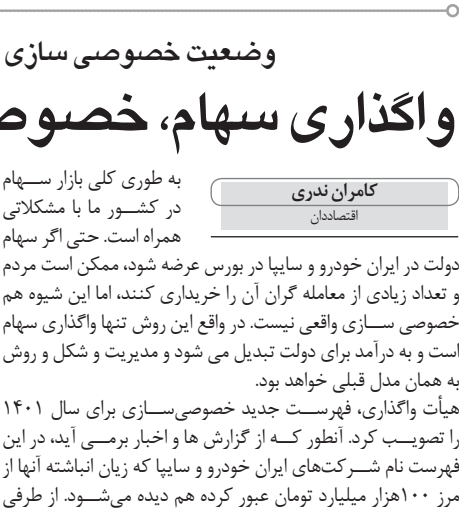 وضعیت خصوصی سازی
واگذاری سهام، خصوص
کامران ندری
اقتصاددان
به طوری کلی بازار سهام
در کشور ما با مشکلاتی
همراه است. حتی اگر سهام
دولت در ایران خودرو و سایپا در بورس عرضه شود، ممکن است مردم
و تعداد زیادی از معامله گران آن را خریداری کنند، اما این شیوه هم
خصوصی سازی واقعی نیست. در واقع این روش تنها واگذاری سهام
است و به درآمد برای دولت تبدیل می شود و مدیریت و شکل و روش
به همان مدل قبلی خواهد بود.
هیأت واگذاری، فهرست جدید خصوصی‌سازی برای سال ۱۴۰۱
را تصویب کرد. آنطور که از گزارش ها و اخبار برمی آید، در این
فهرست نام شرکت‌های ایران خودرو و سایپا که زیان انباشته آنها از
مرز ۱۰۰هزار میلیارد تومان عبور کرده هم دیده می‌شود. از طرفی